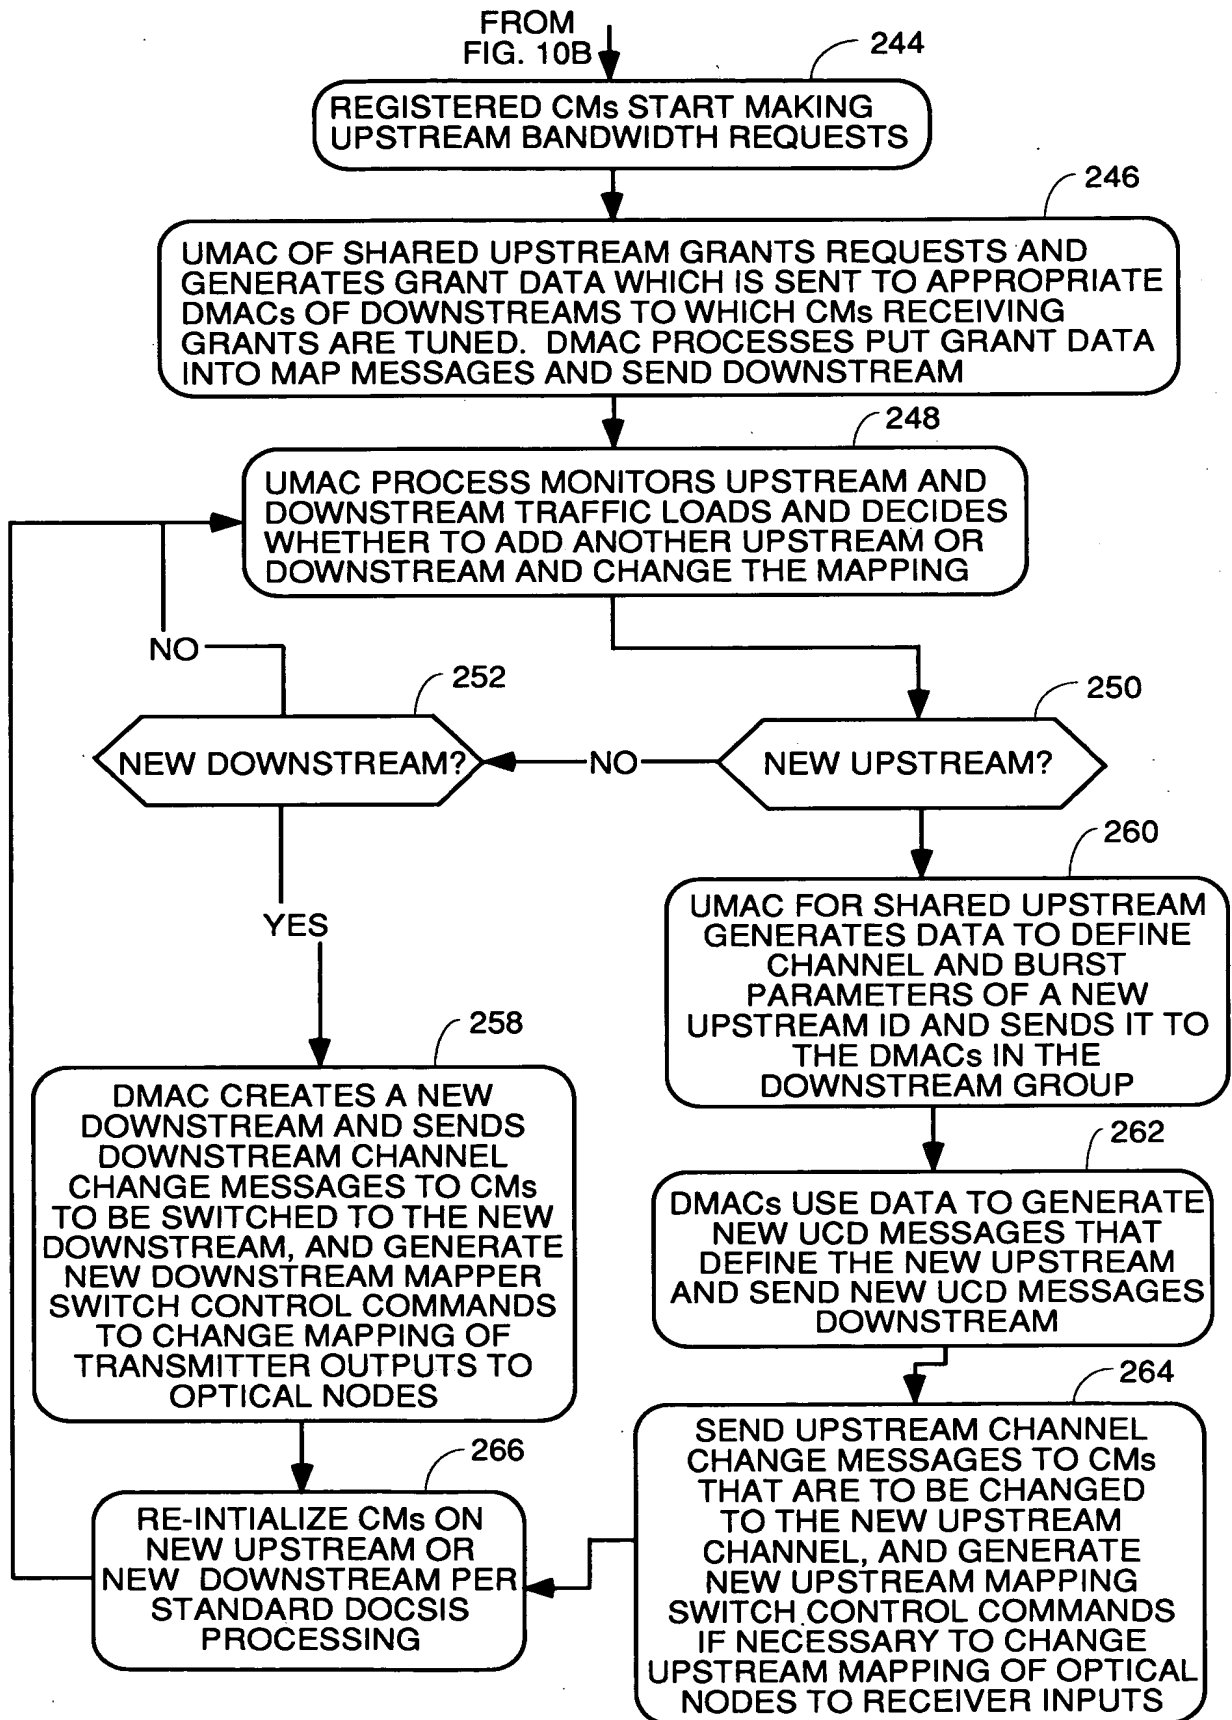 FROM
FIG. 10B
244
REGISTERED CMs START MAKING
UPSTREAM BANDWIDTH REQUESTS
246
UMAC OF SHARED UPSTREAM GRANTS REQUESTS AND
GENERATES GRANT DATA WHICH IS SENT TO APPROPRIATE
DMACs OF DOWNSTREAMS TO WHICH CMs RECEIVING
GRANTS ARE TUNED. DMAC PROCESSES PUT GRANT DATA
INTO MAP MESSAGES AND SEND DOWNSTREAM
248
UMAC PROCESS MONITORS UPSTREAM AND
DOWNSTREAM TRAFFIC LOADS AND DECIDES
WHETHER TO ADD ANOTHER UPSTREAM OR
DOWNSTREAM AND CHANGE THE MAPPING
NO
252
NEW DOWNSTREAM?
NO
250
NEW UPSTREAM?
YES
260
UMAC FOR SHARED UPSTREAM
GENERATES DATA TO DEFINE
CHANNEL AND BURST
PARAMETERS OF A NEW
UPSTREAM ID AND SENDS IT TO
THE DMACs IN THE
DOWNSTREAM GROUP
258
DMAC CREATES A NEW
DOWNSTREAM AND SENDS
DOWNSTREAM CHANNEL
CHANGE MESSAGES TO CMs
TO BE SWITCHED TO THE NEW
DOWNSTREAM, AND GENERATE
NEW DOWNSTREAM MAPPER
SWITCH CONTROL COMMANDS
TO CHANGE MAPPING OF
TRANSMITTER OUTPUTS TO
OPTICAL NODES
262
DMACs USE DATA TO GENERATE
NEW UCD MESSAGES THAT
DEFINE THE NEW UPSTREAM
AND SEND NEW UCD MESSAGES
DOWNSTREAM
264
SEND UPSTREAM CHANNEL
CHANGE MESSAGES TO CMs
THAT ARE TO BE CHANGED
TO THE NEW UPSTREAM
CHANNEL, AND GENERATE
NEW UPSTREAM MAPPING
SWITCH CONTROL COMMANDS
IF NECESSARY TO CHANGE
UPSTREAM MAPPING OF OPTICAL
NODES TO RECEIVER INPUTS
266
RE-INTIALIZE CMs ON
NEW UPSTREAM OR
NEW DOWNSTREAM PER
STANDARD DOCSIS
PROCESSING